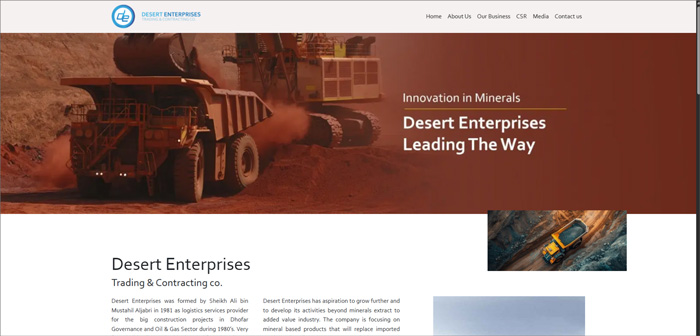 DESERT ENTERPRISES
Home About Us Our Business CSR Media Contact us
Innovation in Minerals
Desert Enterprises
Leading The Way
Desert Enterprises
Trading & Contracting co.
Desert Enterprises was formed by Sheikh Ali bin
Mustahil Aljabri in 1981 as logistics services provider
for the big construction projects in Dhofar
Governance and Oil & Gas Sector during 1980's. Very
Desert Enterprises has aspiration to grow further and
to develop its activities beyond minerals extract to
added value industry. The company is focusing on
mineral based products that will replace imported